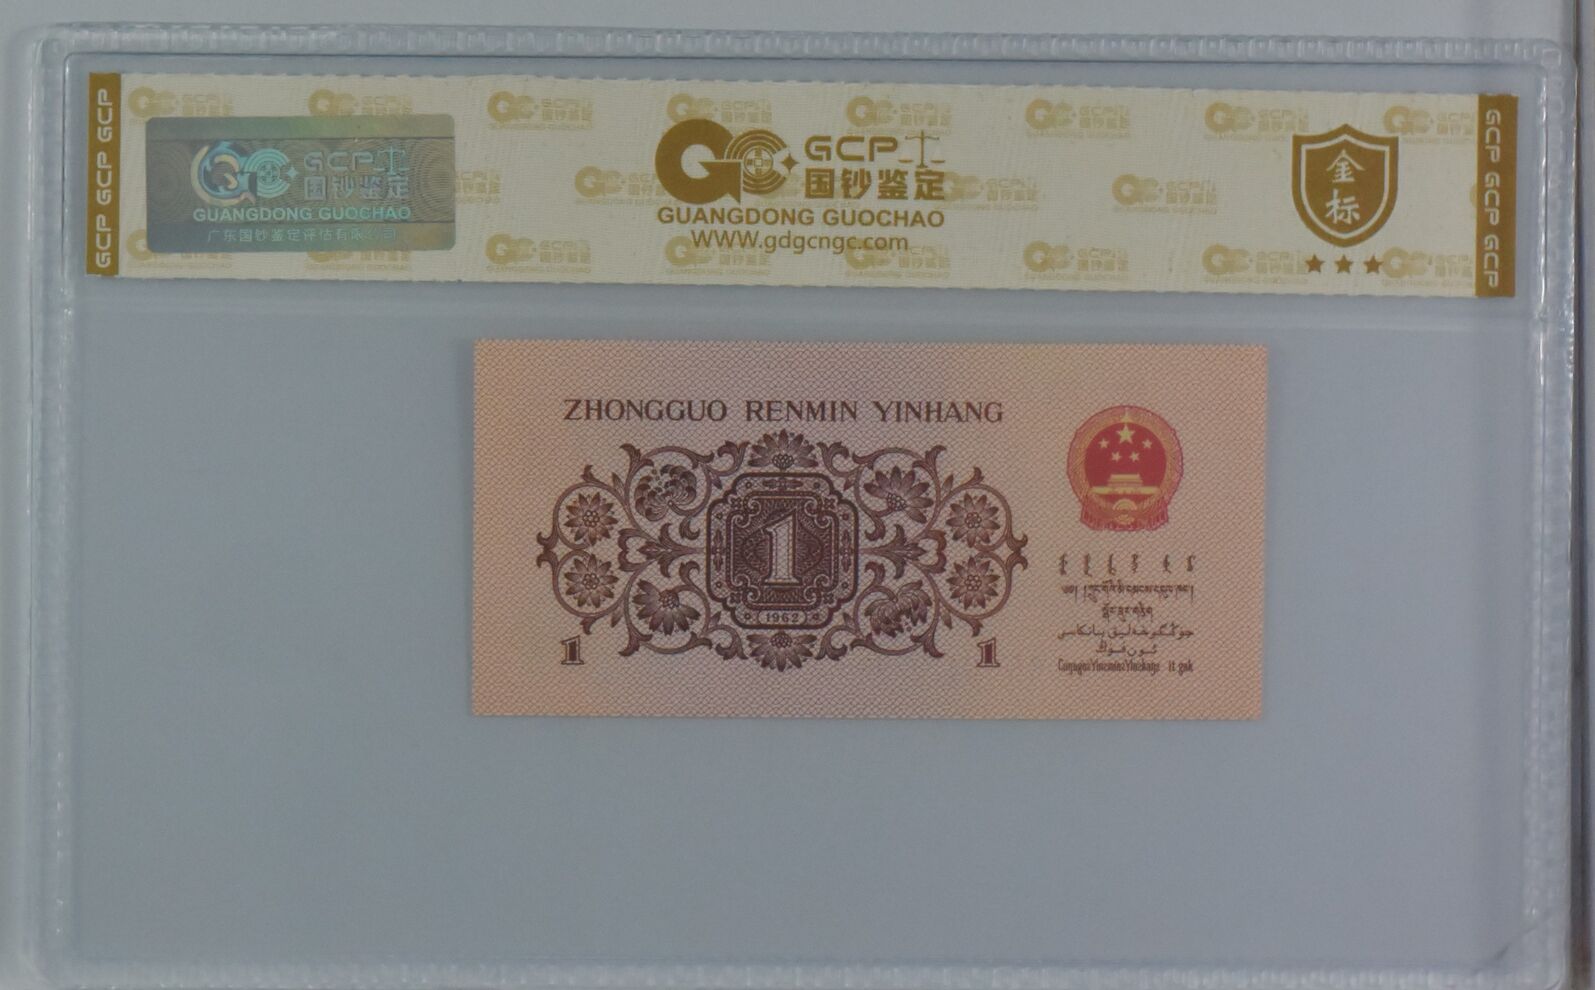 GCP GCP GCP
GCP
国钞鉴定
GUANGDONG GUOCHAO
广东国钞鉴定评估有限公司
GCP
国钞鉴定
GUANGDONG GUOCHAO
WWW.gdgcngc.com
金
标
GCP GCP GCP
ZHONGGUO RENMIN YINHANG
1
1962
1
1